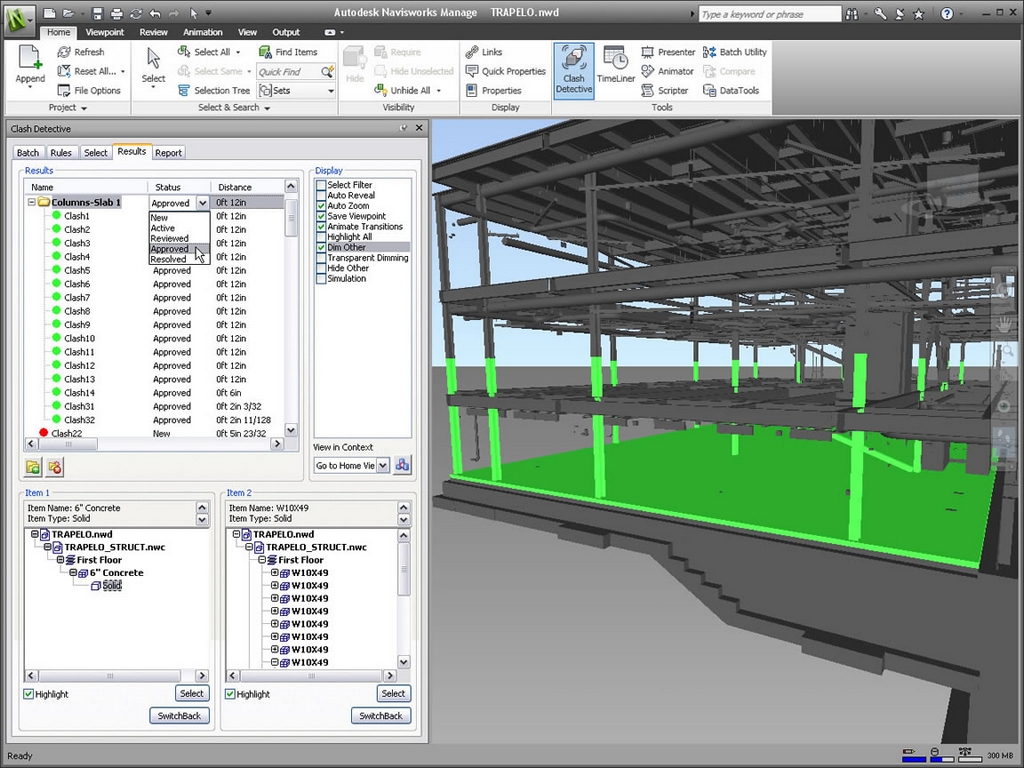 Autodesk Navisworks Manage TRAPELO.nwd
Type a keyword or phrase
Home Viewpoint Review Animation View Output
Append
Refresh
Reset All...
File Options
Project
Select
Select All
Select Same
Selection Tree
Find Items
Quick Find
Sets
Select & Search
Hide
Require
Hide Unselected
Unhide All
Visibility
Links
Quick Properties
Properties
Display
Clash Detective
TimeLiner
Presenter
Animator
Scripter
Batch Utility
Compare
DataTools
Tools
Clash Detective
Batch Rules Select Results Report
Results
Name Status Distance
Columns-Slab 1 Approved 0ft 12in
Clash1 0ft 12in
Clash2 0ft 12in
Clash3 0ft 12in
Clash4 0ft 12in
New
Active
Reviewed
Approved
Resolved
Clash5 Approved 0ft 12in
Clash6 Approved 0ft 12in
Clash7 Approved 0ft 12in
Clash8 Approved 0ft 12in
Clash9 Approved 0ft 12in
Clash10 Approved 0ft 12in
Clash11 Approved 0ft 12in
Clash12 Approved 0ft 12in
Clash13 Approved 0ft 12in
Clash14 Approved 0ft 6in
Clash31 Approved 0ft 2in 3/32
Clash32 Approved 0ft 2in 11/128
Clash22 New 0ft 5in 23/32
Display
Select Filter
Auto Reveal
Auto Zoom
Save Viewpoint
Animate Transitions
Highlight All
Dim Other
Transparent Dimming
Hide Other
Simulation
View in Context
Go to Home Vie
Item 1
Item Name: 6" Concrete
Item Type: Solid
TRAPELO.nwd
TRAPELO_STRUCT.nwc
First Floor
6" Concrete
Solid
Highlight
Select
SwitchBack
Item 2
Item Name: W10X49
Item Type: Solid
TRAPELO.nwd
TRAPELO_STRUCT.nwc
First Floor
W10X49
W10X49
W10X49
W10X49
W10X49
W10X49
W10X49
W10X49
Highlight
Select
SwitchBack
Ready
300 MB